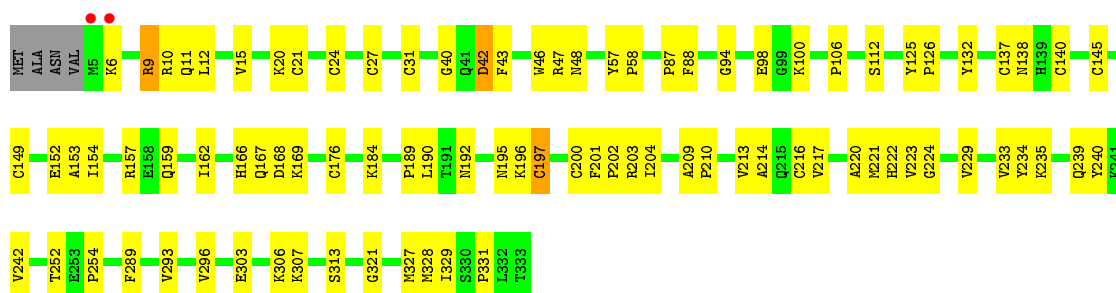 MET ALA ASN VAL M5 K6 R9 R10 Q11 L12 V15 K20 C21 C24 C27 C31 G40 Q41 D42 F43 W46 R47 N48 Y57 P58 P87 F88 G94 E98 G99 K100 P106 S112 Y125 P126 Y132 C137 N138 H139 C140 C145
C149 E152 A153 I154 R157 E158 Q159 I162 H166 Q167 D168 K169 C176 K184 P189 L190 T191 N192 N195 K196 C197 C200 F201 P202 R203 I204 A209 P210 V213 A214 Q215 C216 V217 A220 M221 H222 V223 G224 V229 V233 Y234 K235 Q239 Y240 K241
V242 T252 E253 P254 F289 V293 V296 E303 K306 K307 S313 G321 M327 M328 I329 S330 P331 L332 T333